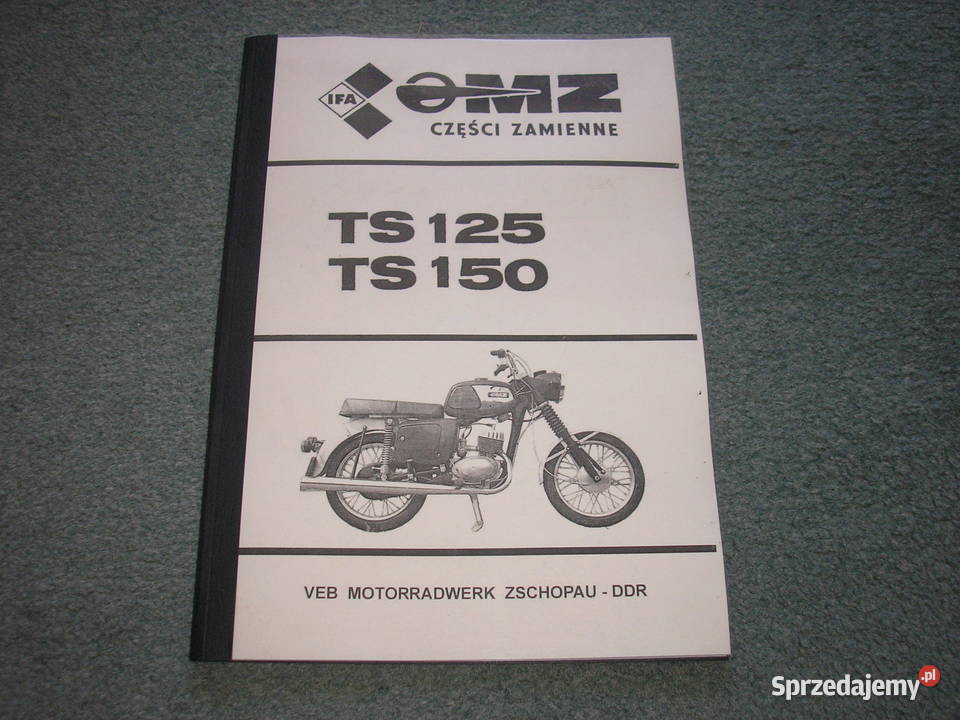 IFA
MZ
CZĘŚCI ZAMIENNE
TS 125
TS 150
VEB MOTORRADWERK ZSCHOPAU - DDR
Sprzedajemy.pl